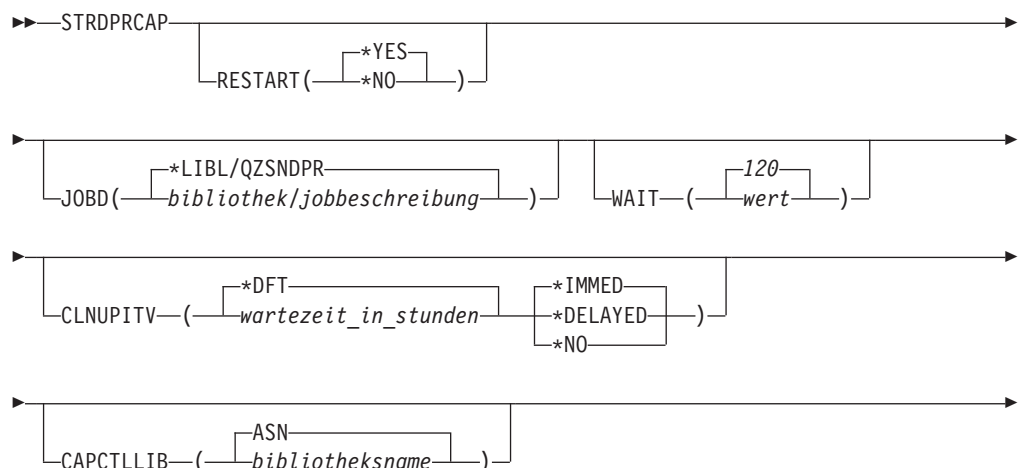 STRDPRCAP
*YES
RESTART( *NO )
*LIBL/QZSNDPR 120
JOBD( bibliothek/jobbeschreibung ) WAIT ( wert )
*DFT *IMMED
CLNUPITV ( wartezeit_in_stunden *DELAYED )
*NO
ASN
CAPCTLLIB ( bibliotheksname )